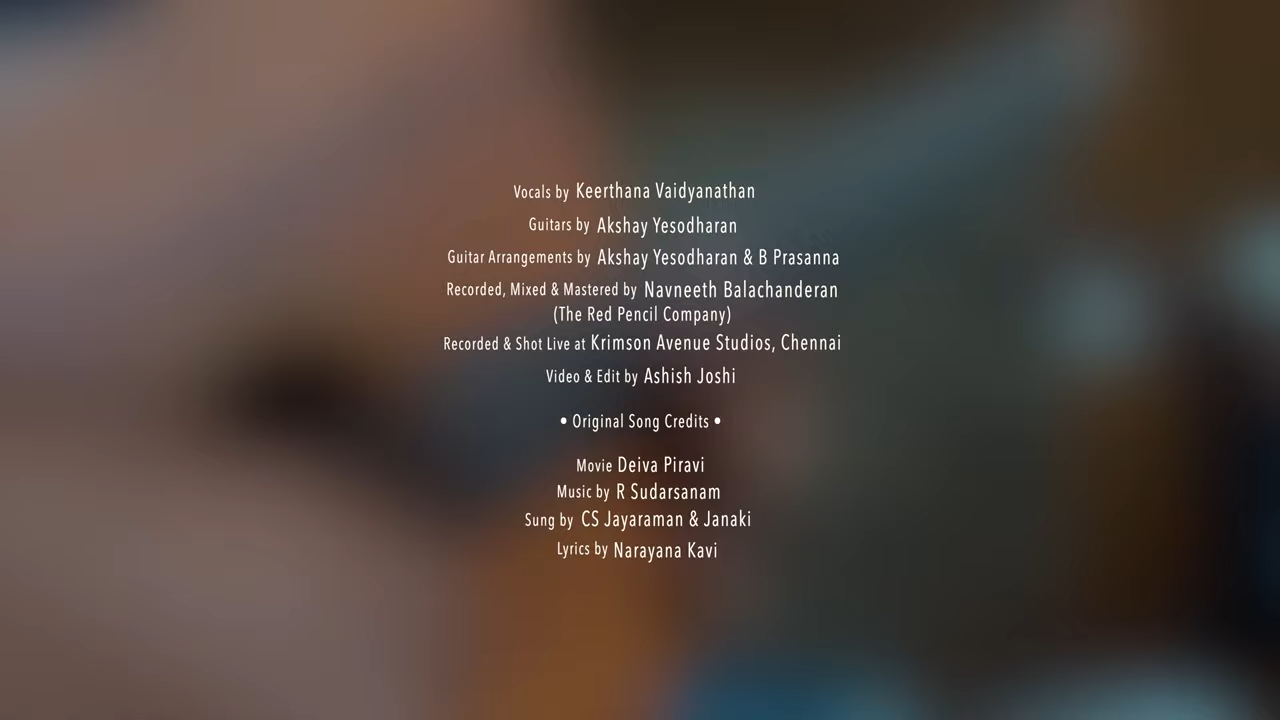 Vocals by Keerthana Vaidyanathan
Guitars by Akshay Yesodharan
Guitar Arrangements by Akshay Yesodharan & B Prasanna
Recorded, Mixed & Mastered by Navneeth Balachanderan
(The Red Pencil Company)
Recorded & Shot Live at Krimson Avenue Studios, Chennai
Video & Edit by Ashish Joshi
• Original Song Credits •
Movie Deiva Piravi
Music by R Sudarsanam
Sung by CS Jayaraman & Janaki
Lyrics by Narayana Kavi